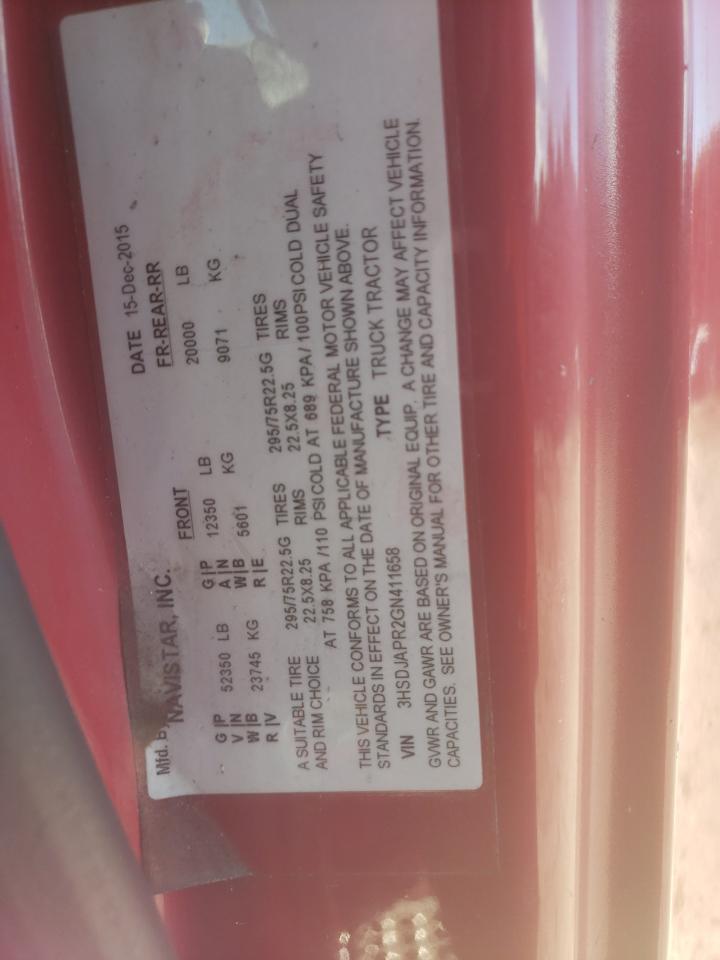 Mfd. By
NAVISTAR, INC. DATE 15-Dec-2015
FRONT FR-REAR-RR
G P 52350 LB G P 12350 LB 20000 LB
V N A N
W B 23745 KG W B 5601 KG 9071 KG
R V R E
A SUITABLE TIRE 295/75R22.5G TIRES 295/75R22.5G TIRES
AND RIM CHOICE 22.5X8.25 RIMS 22.5X8.25 RIMS
AT 758 KPA /110 PSI COLD AT 689 KPA / 100PSI COLD DUAL
THIS VEHICLE CONFORMS TO ALL APPLICABLE FEDERAL MOTOR VEHICLE SAFETY
STANDARDS IN EFFECT ON THE DATE OF MANUFACTURE SHOWN ABOVE.
VIN 3HSDJAPR2GN411658 TYPE TRUCK TRACTOR
GVWR AND GAWR ARE BASED ON ORIGINAL EQUIP. A CHANGE MAY AFFECT VEHICLE
CAPACITIES. SEE OWNER'S MANUAL FOR OTHER TIRE AND CAPACITY INFORMATION.